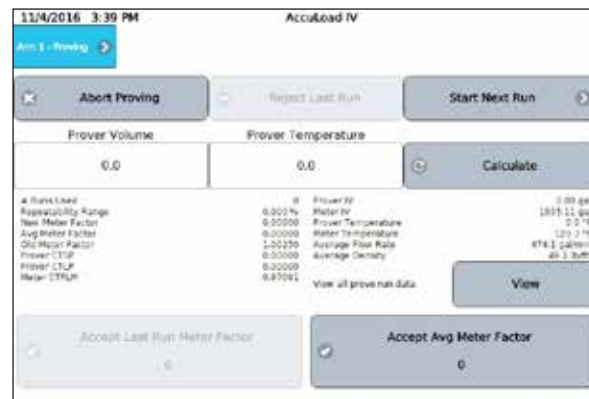 11/4/2016 3:39 PM
AccuLoad IV
Arm 1 - Proving
Abort Proving
Reject Last Run
Start Next Run
Prover Volume
Prover Temperature
0.0
0.0
Calculate
# Runs Used 0
Repeatability Range 0.000 %
New Meter Factor 0.00000
Avg Meter Factor 0.00000
Old Meter Factor
Prover CTSP 0.00000
Prover CTLP 0.00000
Meter CTPLM
Prover IV 0.00
Meter IV
Prover Temperature 0.0
Meter Temperature
Average Flow Rate
Average Density
View all prove run data
View
Accept Last Run Meter Factor
0
Accept Avg Meter Factor
0